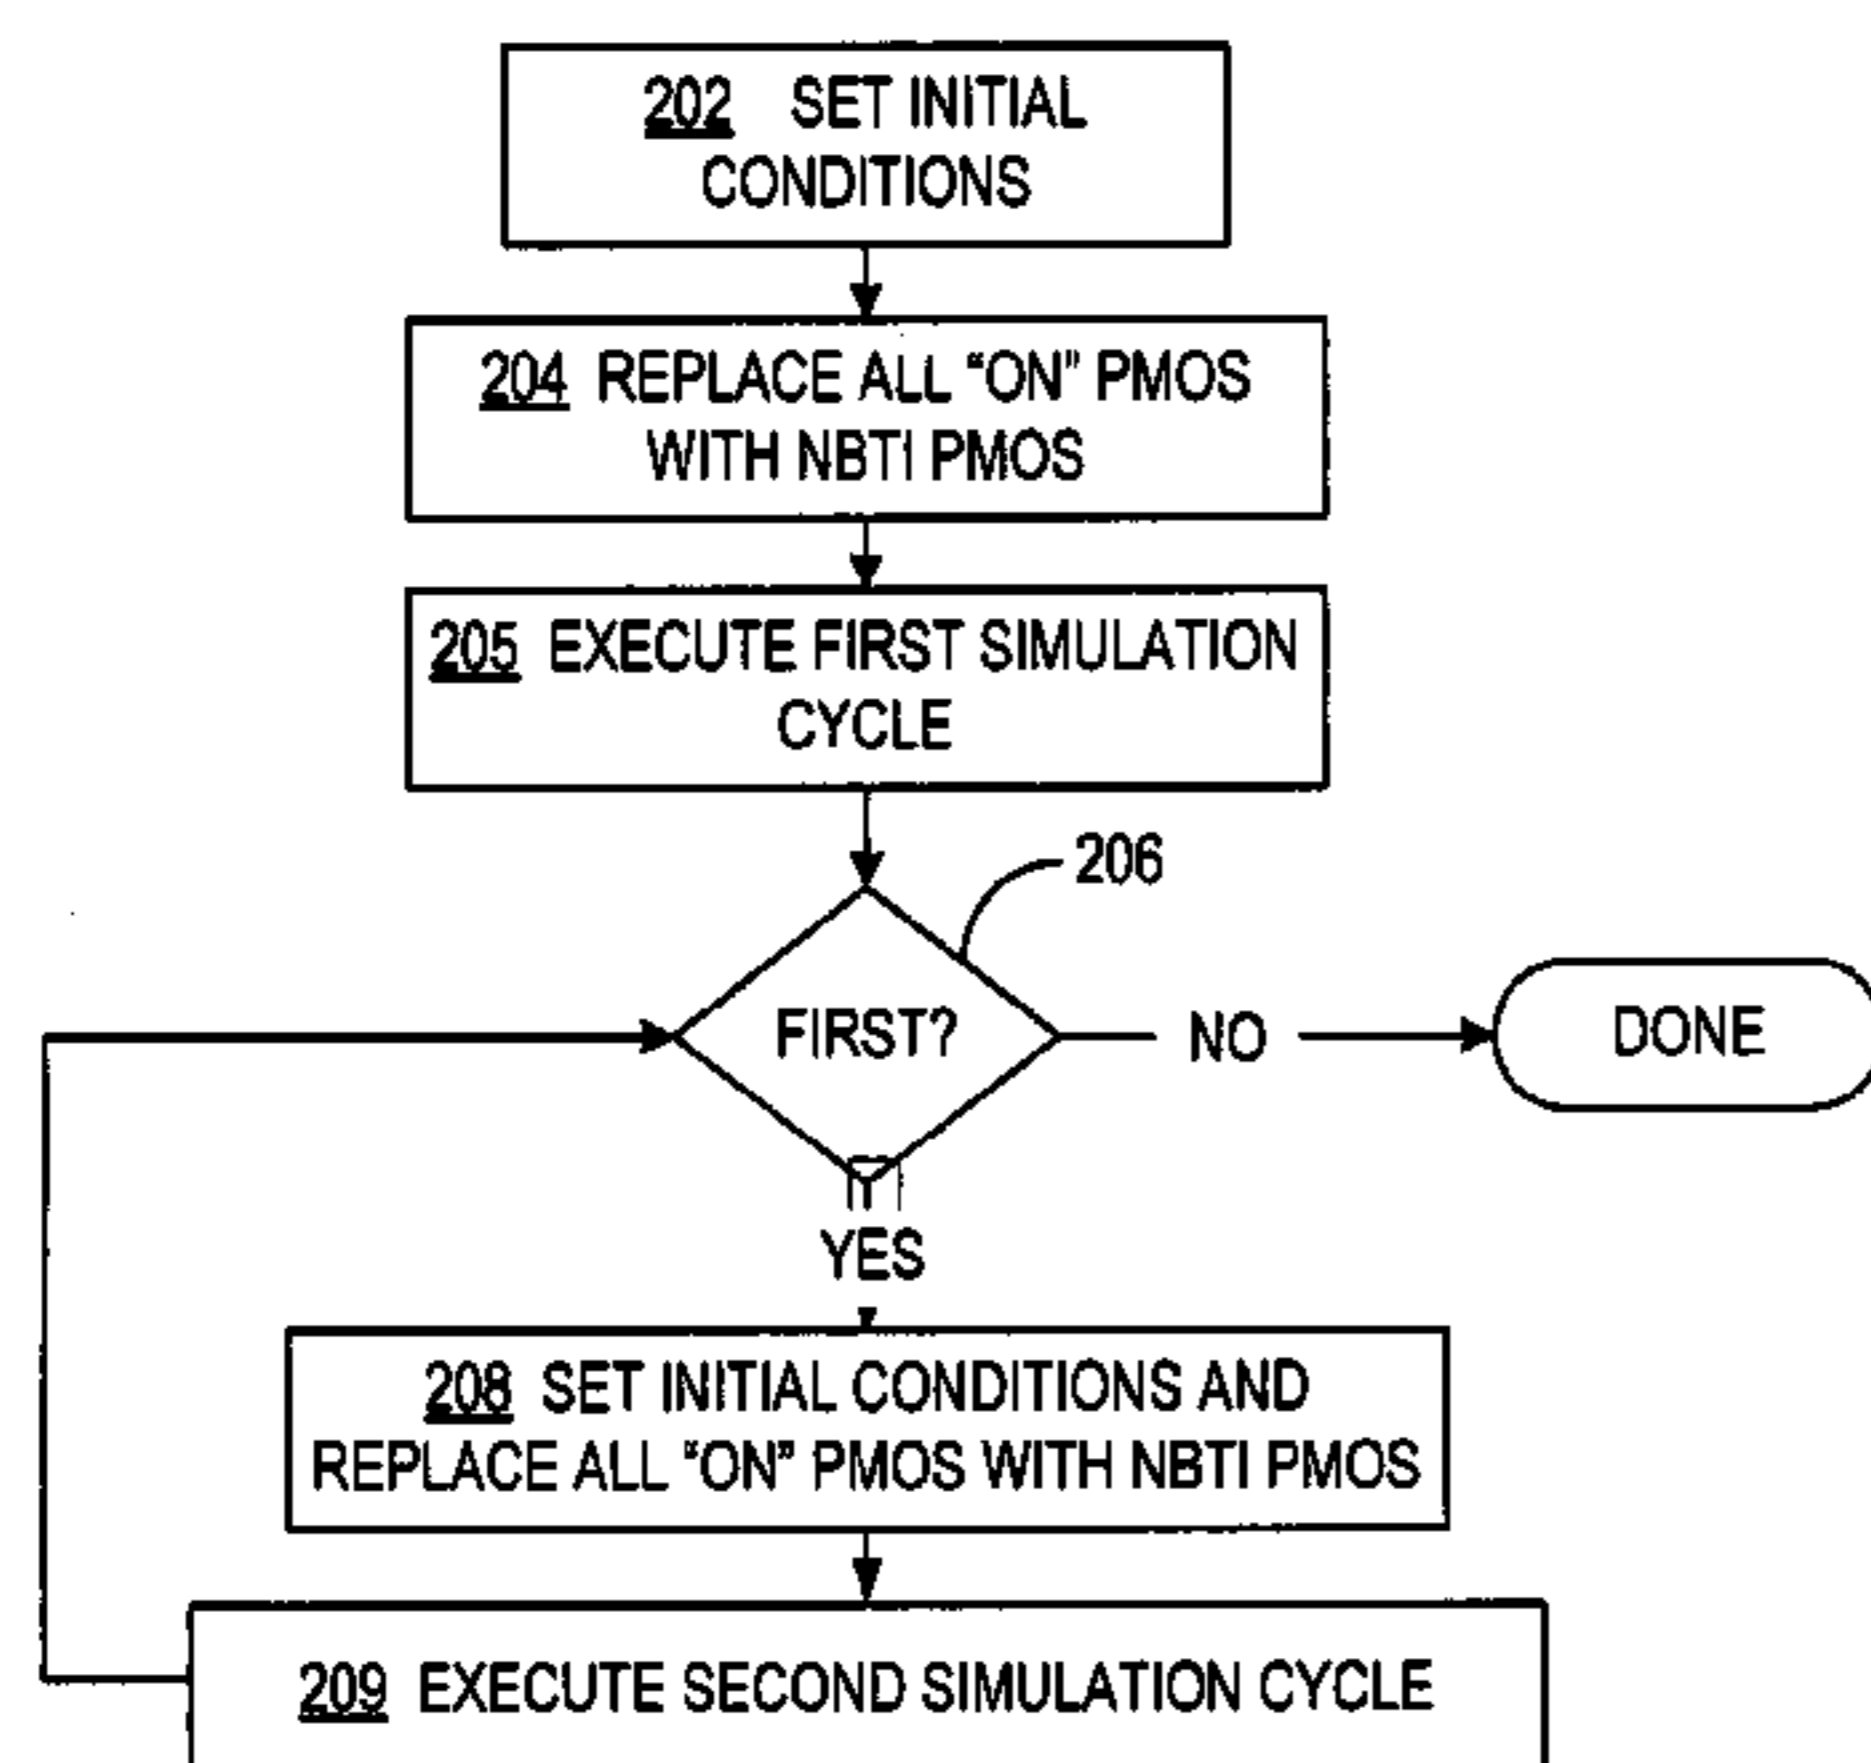 202 SET INITIAL
CONDITIONS
204 REPLACE ALL "ON" PMOS
WITH NBTI PMOS
205 EXECUTE FIRST SIMULATION
CYCLE
206
FIRST?
NO
DONE
YES
208 SET INITIAL CONDITIONS AND
REPLACE ALL "ON" PMOS WITH NBTI PMOS
209 EXECUTE SECOND SIMULATION CYCLE